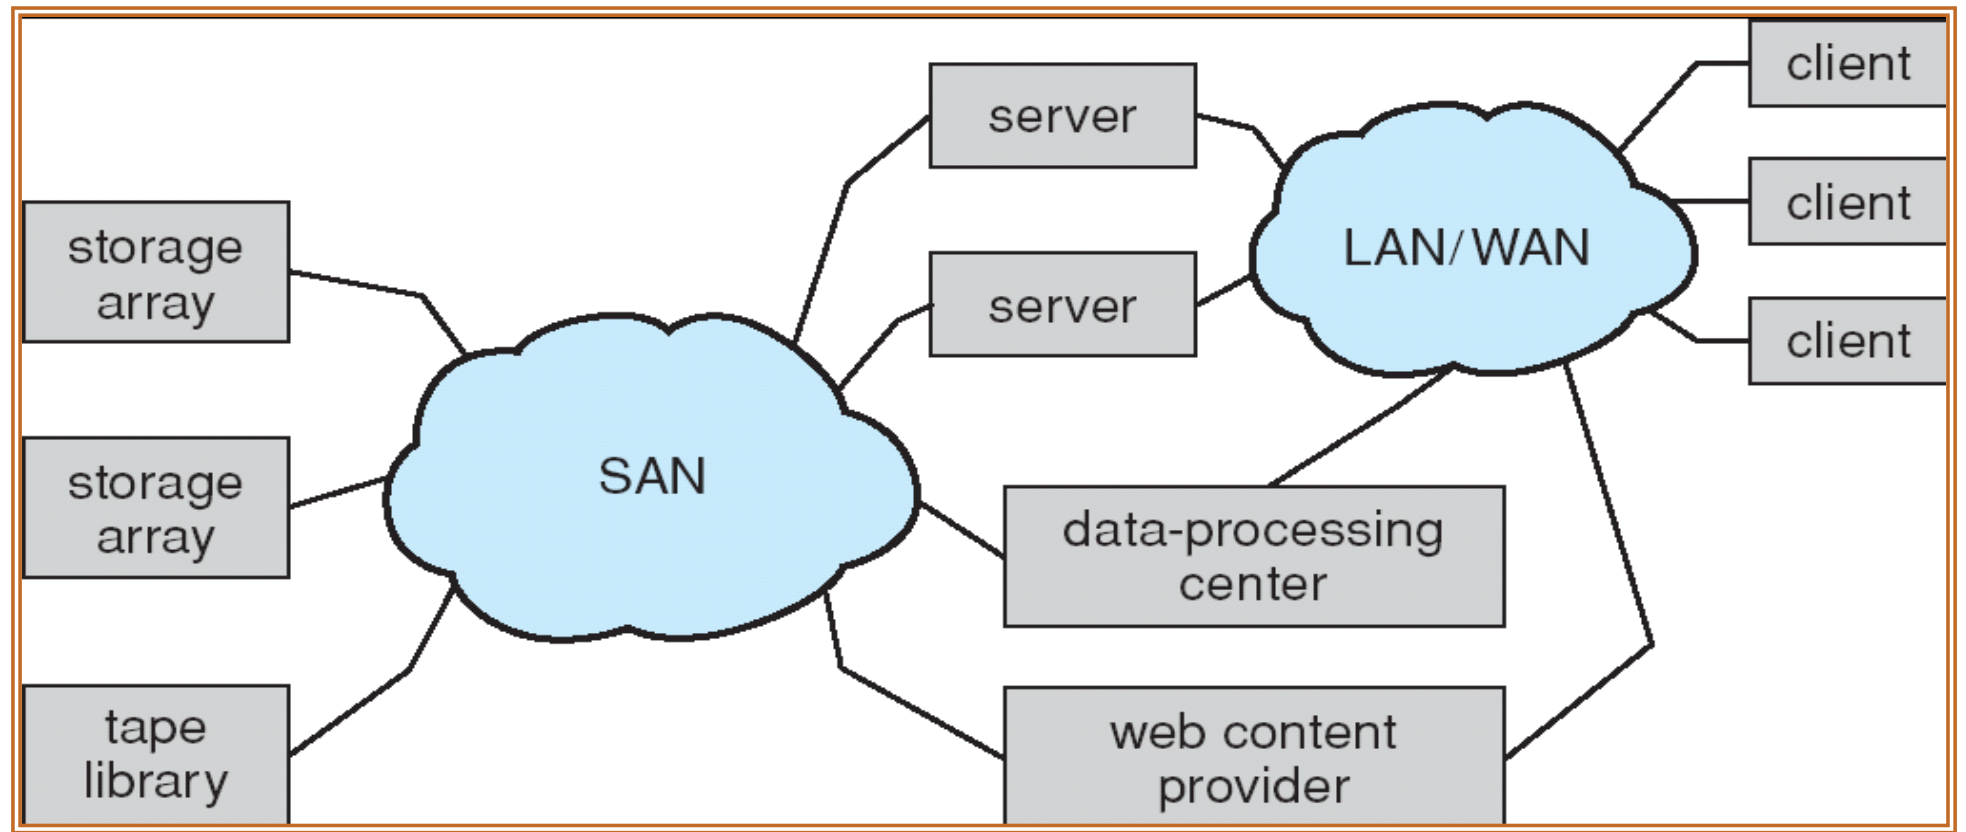 storage
array
storage
array
tape
library
SAN
server
server
data-processing
center
web content
provider
LAN/WAN
client
client
client